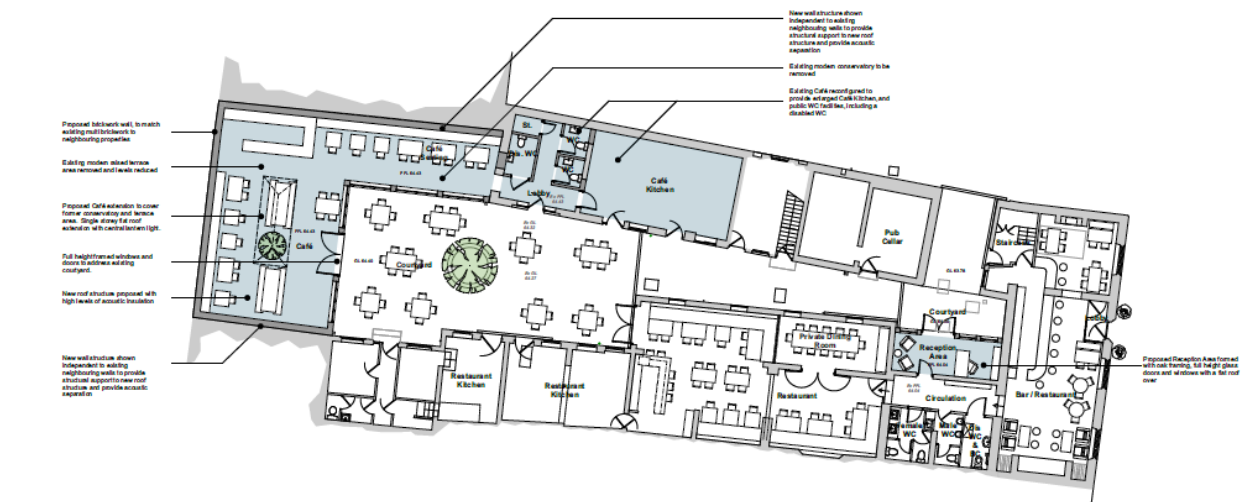 New wall structure shown
independent to existing
neighbouring walls to provide
structural support to new roof
structure and provide acoustic
separation
Existing modern conservatory to be
removed
Existing Café reconfigured to
provide enlarged Café Kitchen, and
public WC facilities, including a
disabled WC
Proposed brickwork wall, to match
existing multi brickwork to
neighbouring properties
Existing modern raised terrace
area removed and levels reduced
Proposed Café extension to cover
former conservatory and terrace
area. Single storey flat roof
extension with central lantern light.
Full height framed windows and
doors to address existing
courtyard.
New roof structure proposed with
high levels of acoustic insulation
New wall structure shown
independent to existing
neighbouring walls to provide
structural support to new roof
structure and provide acoustic
separation
St.
WC
Dis. WC
WC
Café
Seating
Lobby
Café
Kitchen
Café
Courtyard
Pub
Cellar
Staircase
Courtyard
Lobby
Private Dining
Room
Reception
Area
Proposed Reception Area formed
with oak framing, full height glass
doors and windows with a flat roof
over
Restaurant
Kitchen
Restaurant
Kitchen
Restaurant
Circulation
Bar / Restaurant
Female
WC
Male
WC
Dis
WC
&